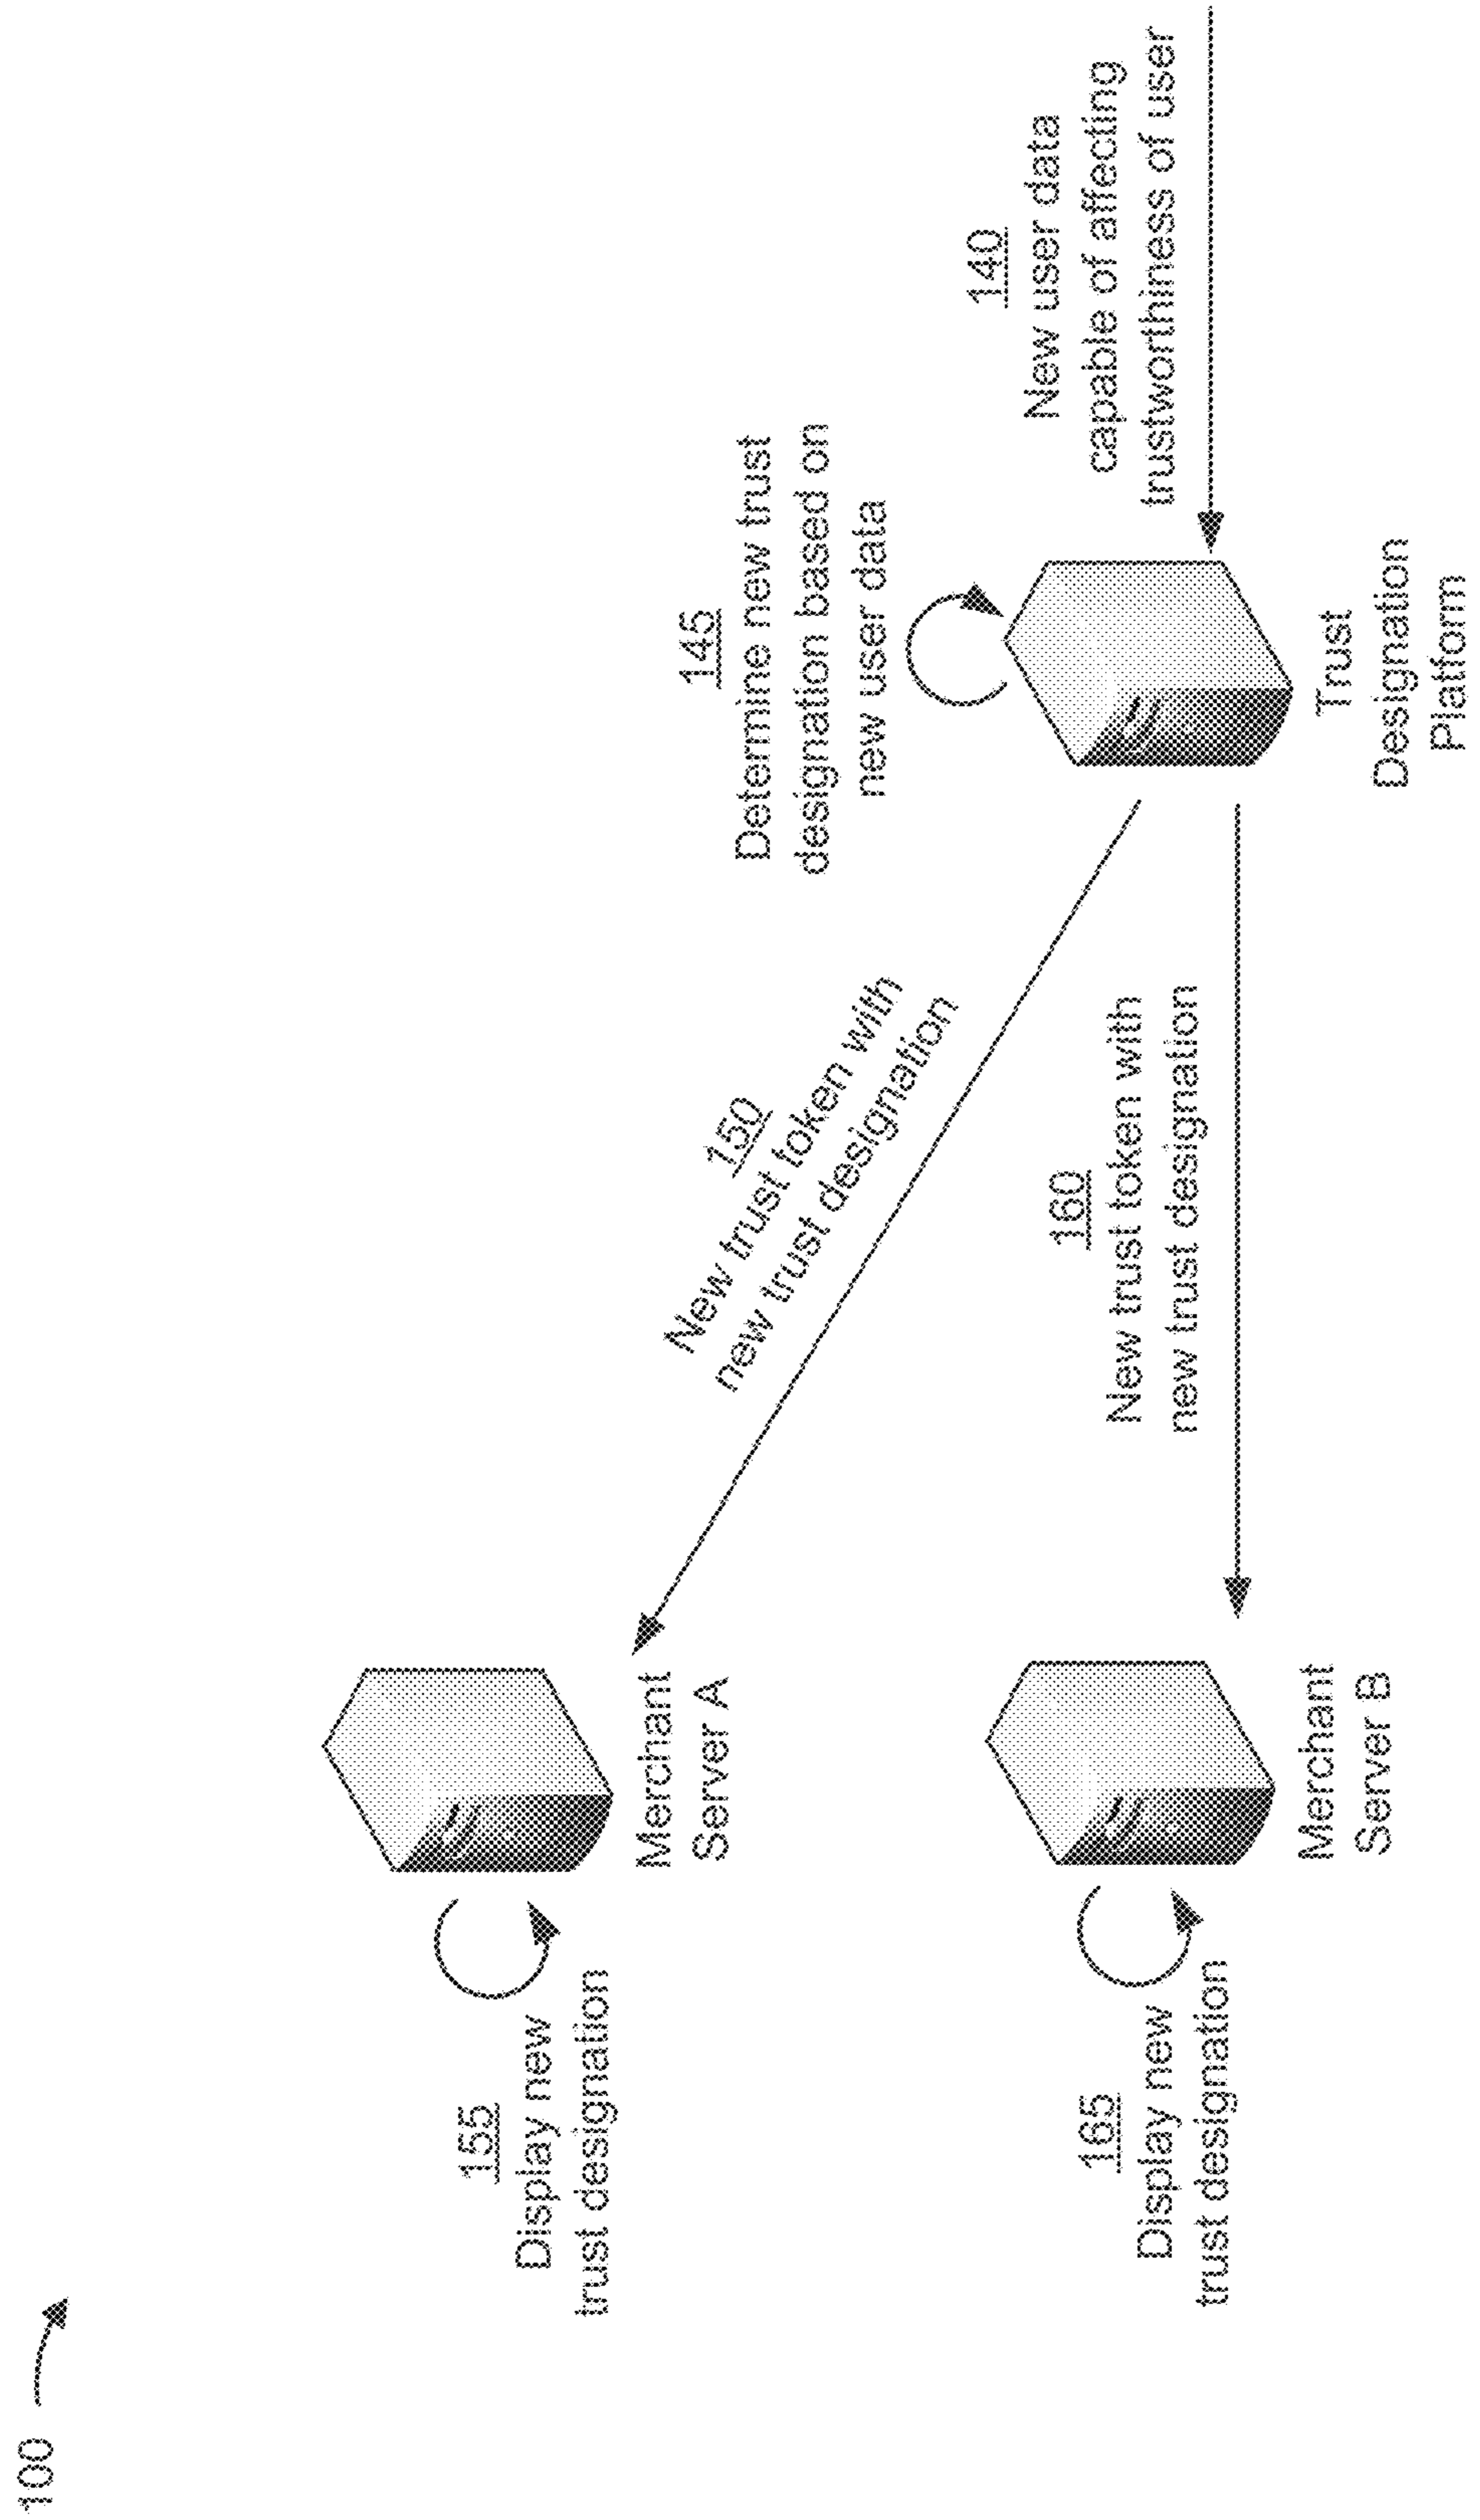 100
155
Display new
trust designation
Merchant
Server A
150
New trust token with
new trust designation
145
Determine new trust
designation based on
new user data
140
New user data
capable of affecting
trustworthiness of user
160
New trust token with
new trust designation
165
Display new
trust designation
Merchant
Server B
Trust
Designation
Platform